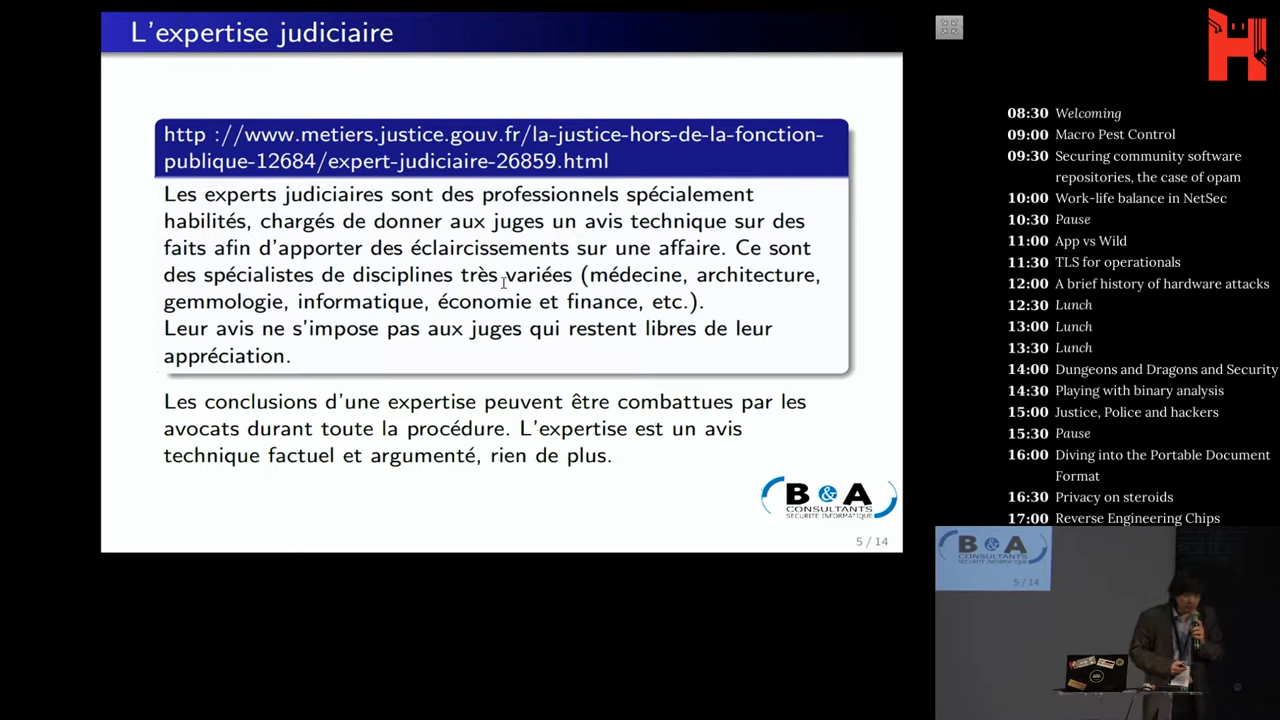 L'expertise judiciaire
http ://www.metiers.justice.gouv.fr/la-justice-hors-de-la-fonction-
publique-12684/expert-judiciaire-26859.html
Les experts judiciaires sont des professionnels spécialement
habilités, chargés de donner aux juges un avis technique sur des
faits afin d'apporter des éclaircissements sur une affaire. Ce sont
des spécialistes de disciplines très variées (médecine, architecture,
gemmologie, informatique, économie et finance, etc.).
Leur avis ne s'impose pas aux juges qui restent libres de leur
appréciation.
Les conclusions d'une expertise peuvent être combattues par les
avocats durant toute la procédure. L'expertise est un avis
technique factuel et argumenté, rien de plus.
B & A
CONSULTANTS
SECURITE INFORMATIQUE
5 / 14
08:30 Welcoming
09:00 Macro Pest Control
09:30 Securing community software
repositories, the case of opam
10:00 Work-life balance in NetSec
10:30 Pause
11:00 App vs Wild
11:30 TLS for operationals
12:00 A brief history of hardware attacks
12:30 Lunch
13:00 Lunch
13:30 Lunch
14:00 Dungeons and Dragons and Security
14:30 Playing with binary analysis
15:00 Justice, Police and hackers
15:30 Pause
16:00 Diving into the Portable Document
Format
16:30 Privacy on steroids
17:00 Reverse Engineering Chips
B & A
CONSULTANTS
SECURITE INFORMATIQUE
5 / 14